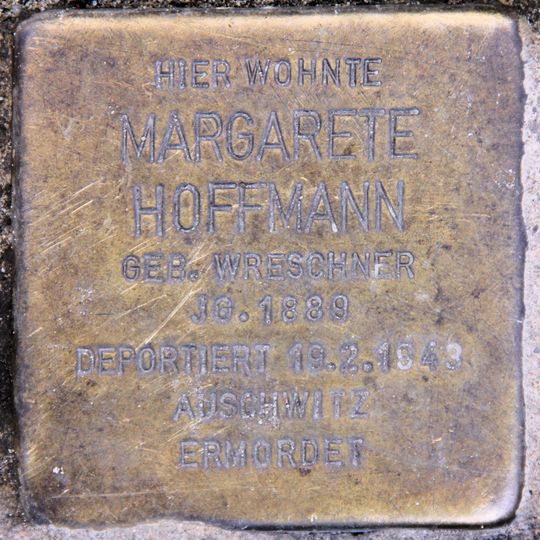 HIER WOHNTE
MARGARETE
HOFFMANN
GEB. WRESCHNER
JG. 1889
DEPORTIERT 19.2.1943
AUSCHWITZ
ERMORDET